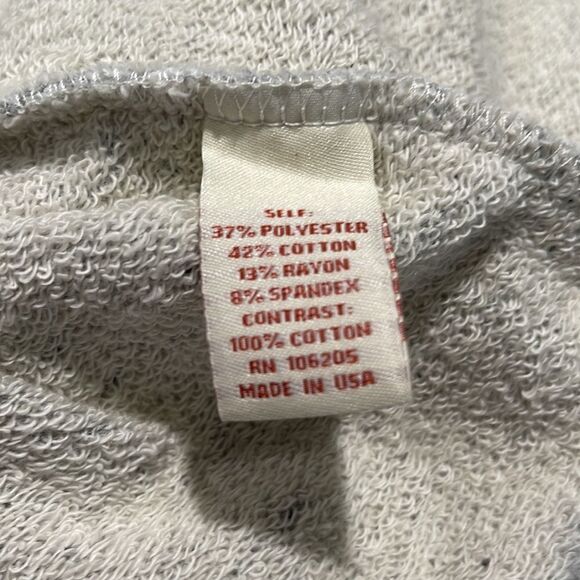 SELF:
37% POLYESTER
42% COTTON
13% RAYON
8% SPANDEX
CONTRAST:
100% COTTON
RN 106205
MADE IN USA